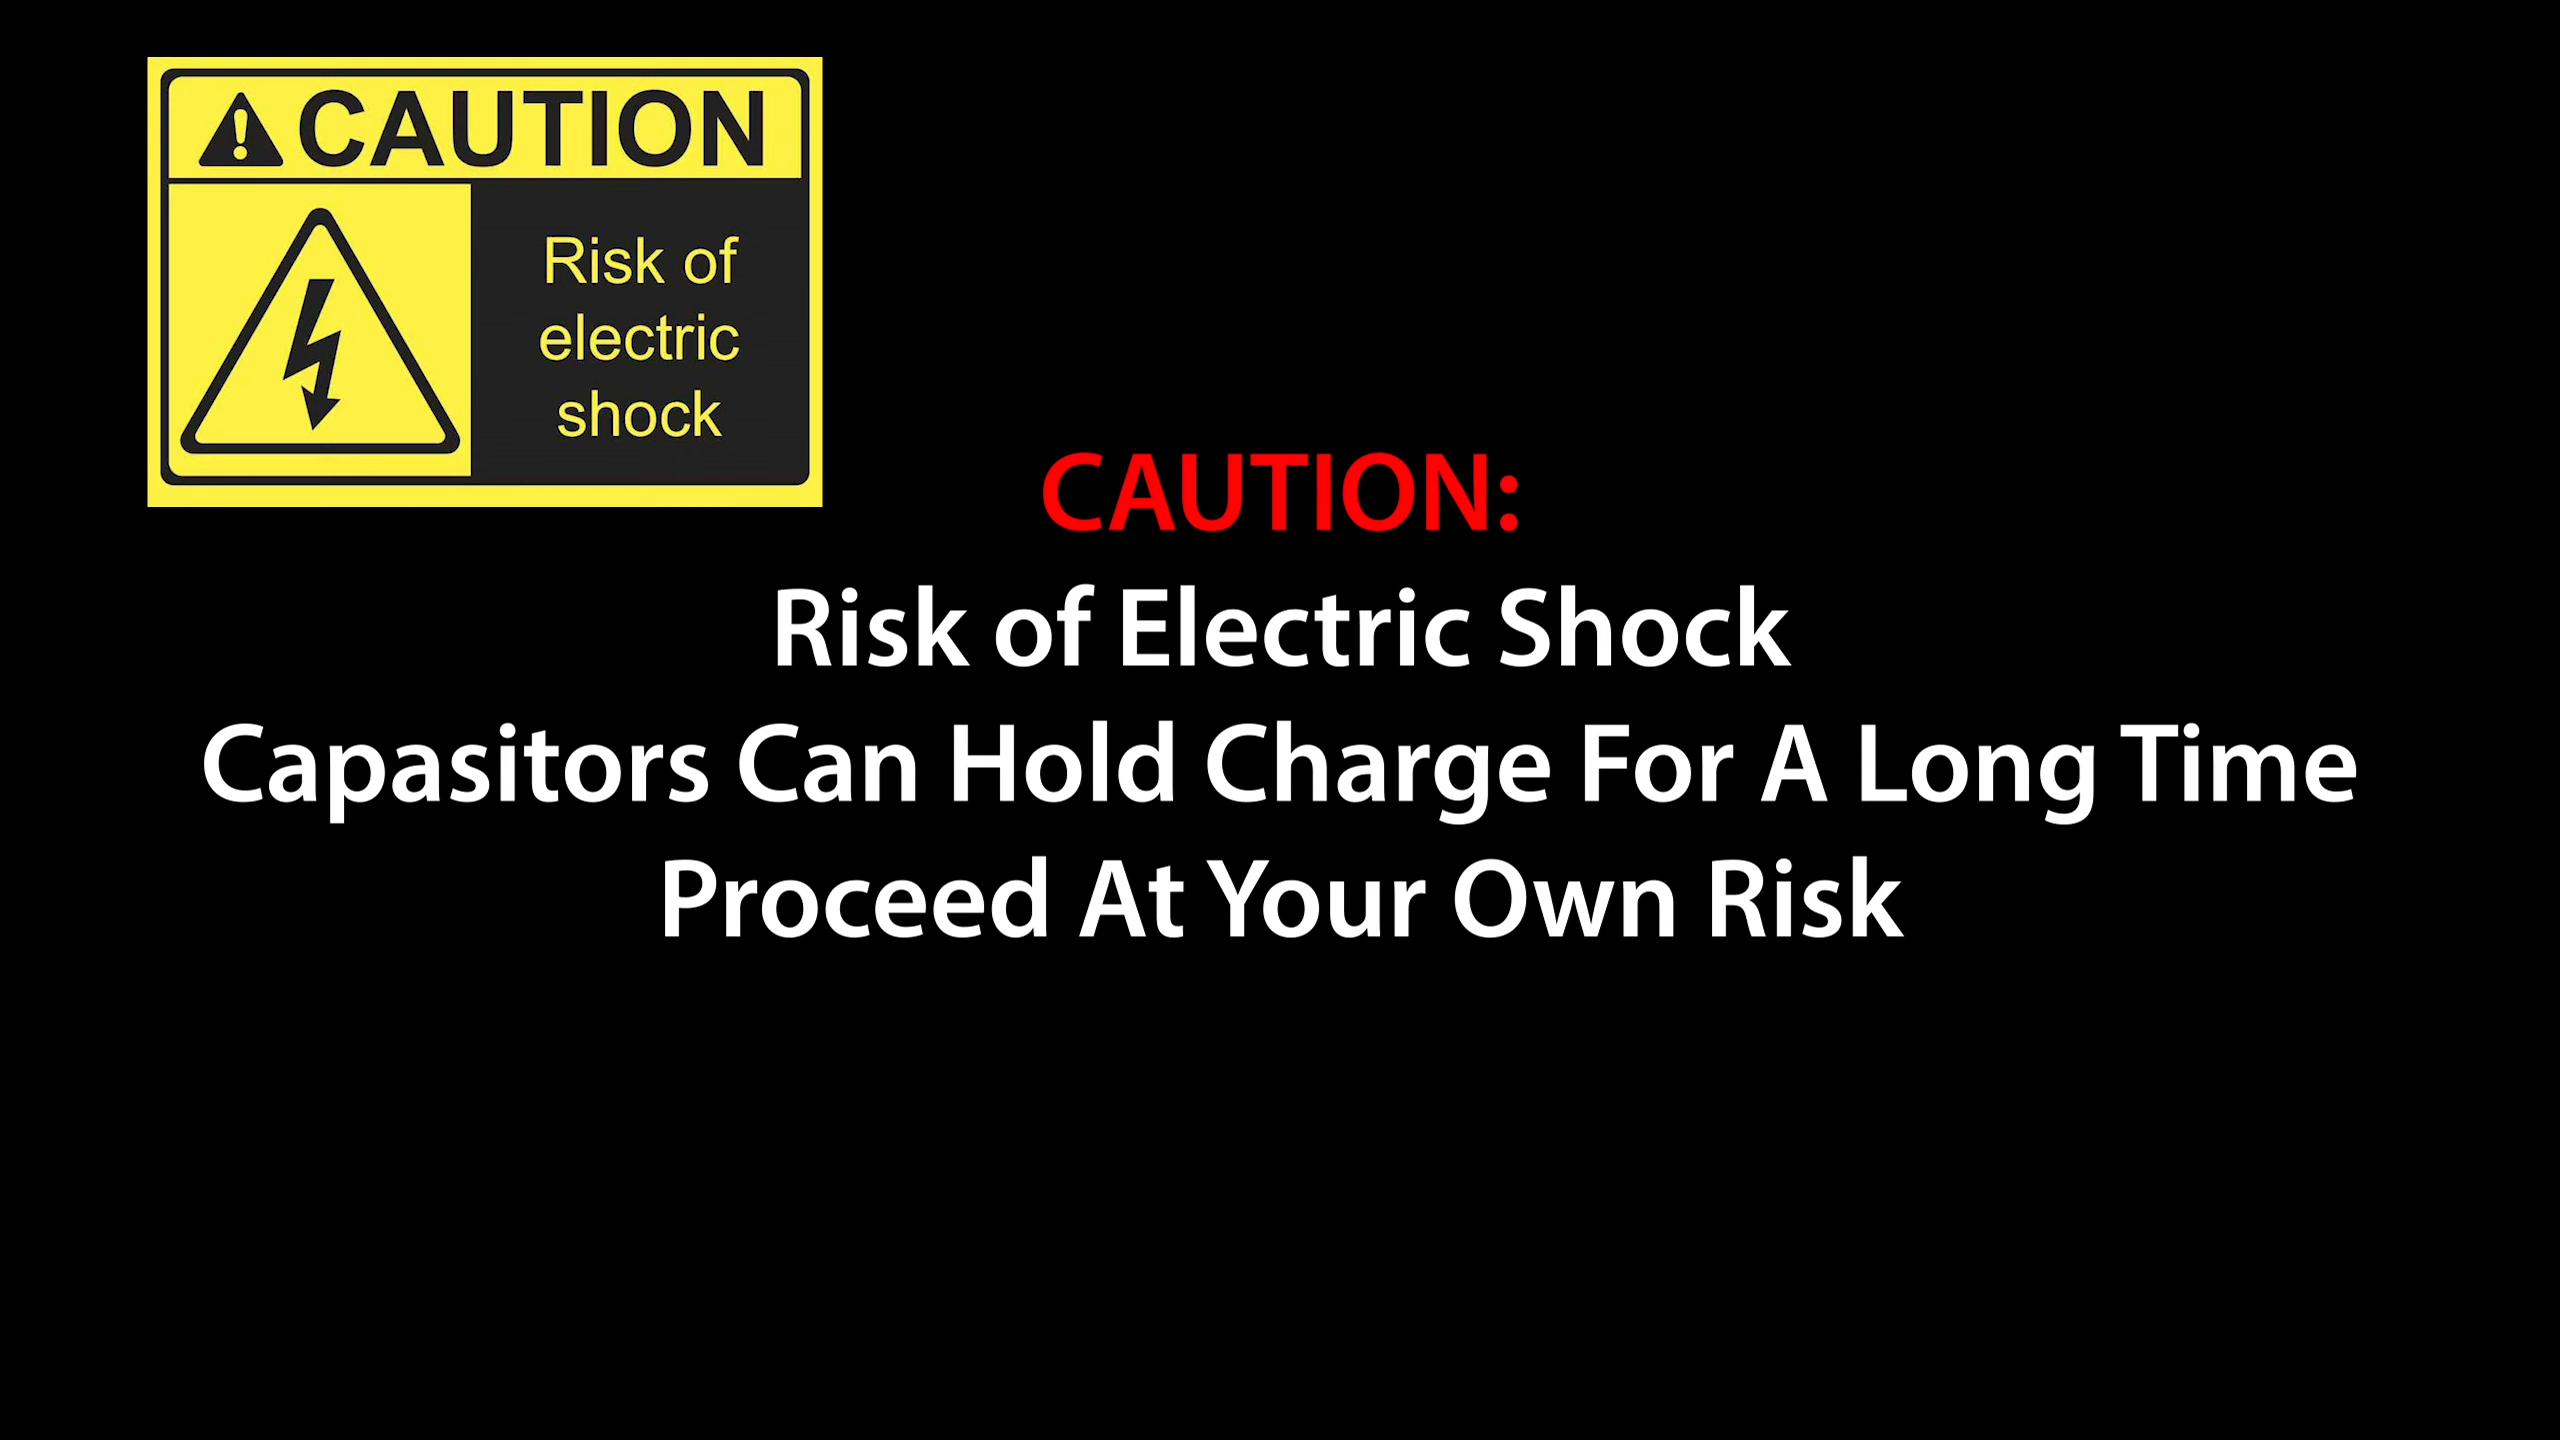 CAUTION
Risk of
electric
shock
CAUTION:
Risk of Electric Shock
Capasitors Can Hold Charge For A Long Time
Proceed At Your Own Risk